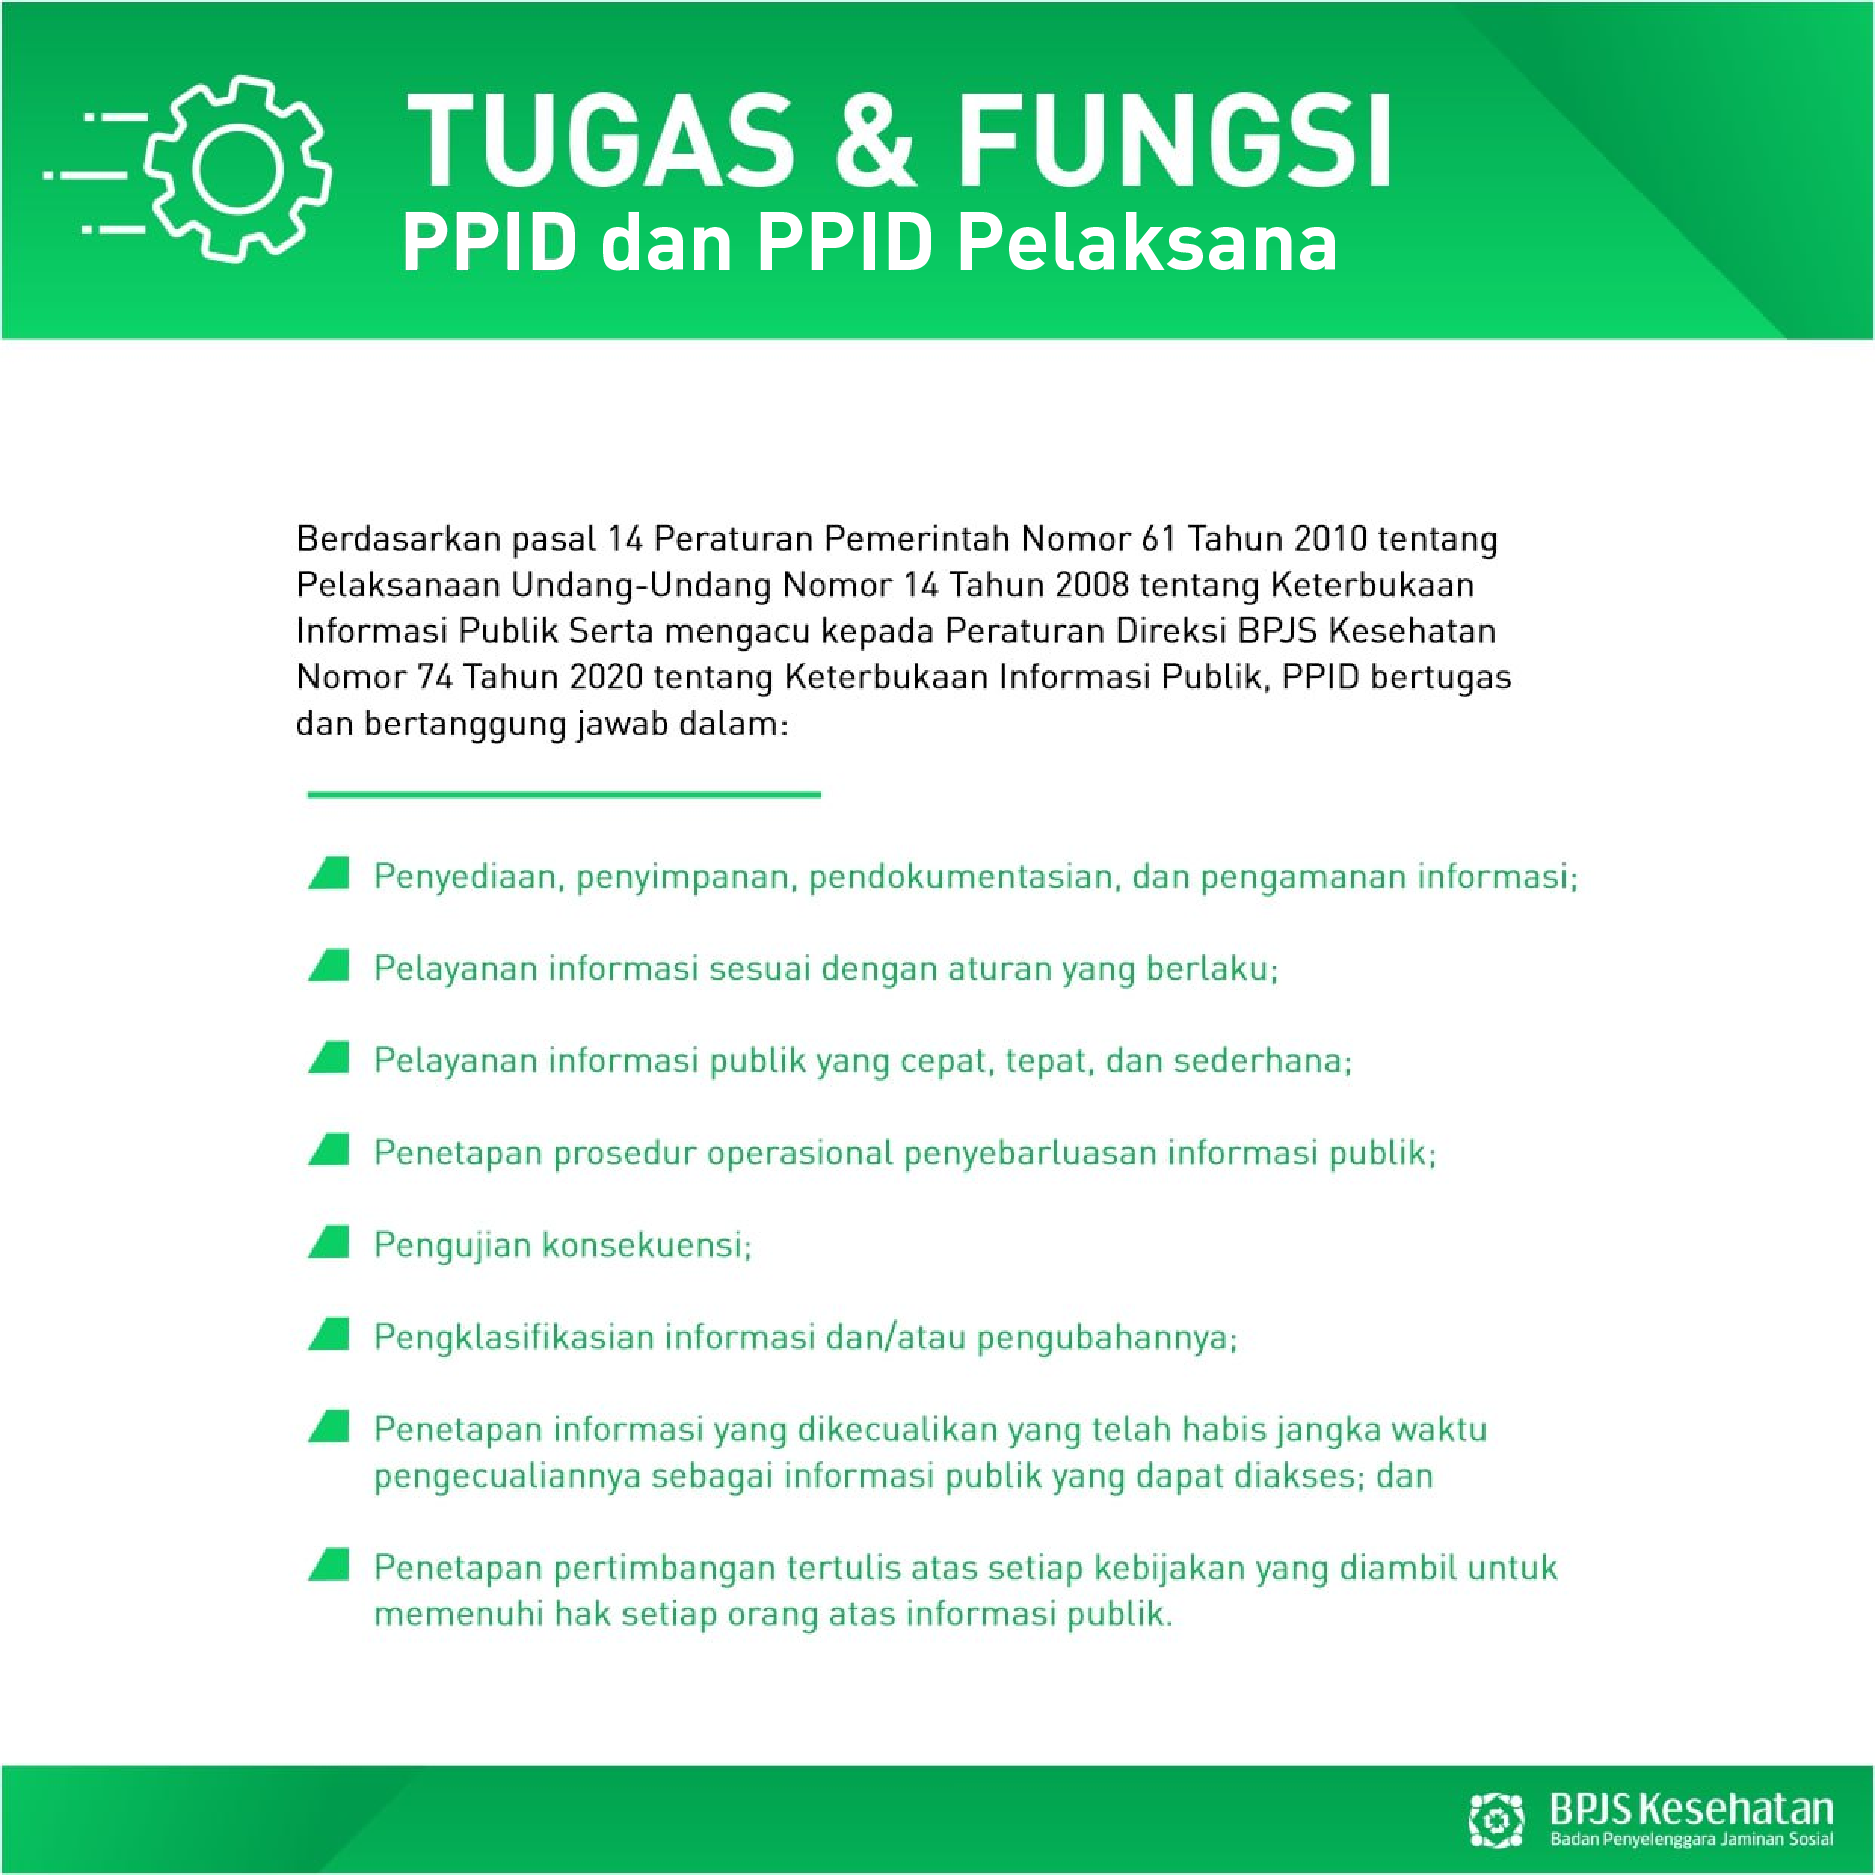 TUGAS & FUNGSI
PPID dan PPID Pelaksana
Berdasarkan pasal 14 Peraturan Pemerintah Nomor 61 Tahun 2010 tentang
Pelaksanaan Undang-Undang Nomor 14 Tahun 2008 tentang Keterbukaan
Informasi Publik Serta mengacu kepada Peraturan Direksi BPJS Kesehatan
Nomor 74 Tahun 2020 tentang Keterbukaan Informasi Publik, PPID bertugas
dan bertanggung jawab dalam:
Penyediaan, penyimpanan, pendokumentasian, dan pengamanan informasi;
Pelayanan informasi sesuai dengan aturan yang berlaku;
Pelayanan informasi publik yang cepat, tepat, dan sederhana;
Penetapan prosedur operasional penyebarluasan informasi publik;
Pengujian konsekuensi;
Pengklasifikasian informasi dan/atau pengubahannya;
Penetapan informasi yang dikecualikan yang telah habis jangka waktu
pengecualiannya sebagai informasi publik yang dapat diakses; dan
Penetapan pertimbangan tertulis atas setiap kebijakan yang diambil untuk
memenuhi hak setiap orang atas informasi publik.
BPJS Kesehatan
Badan Penyelenggara Jaminan Sosial